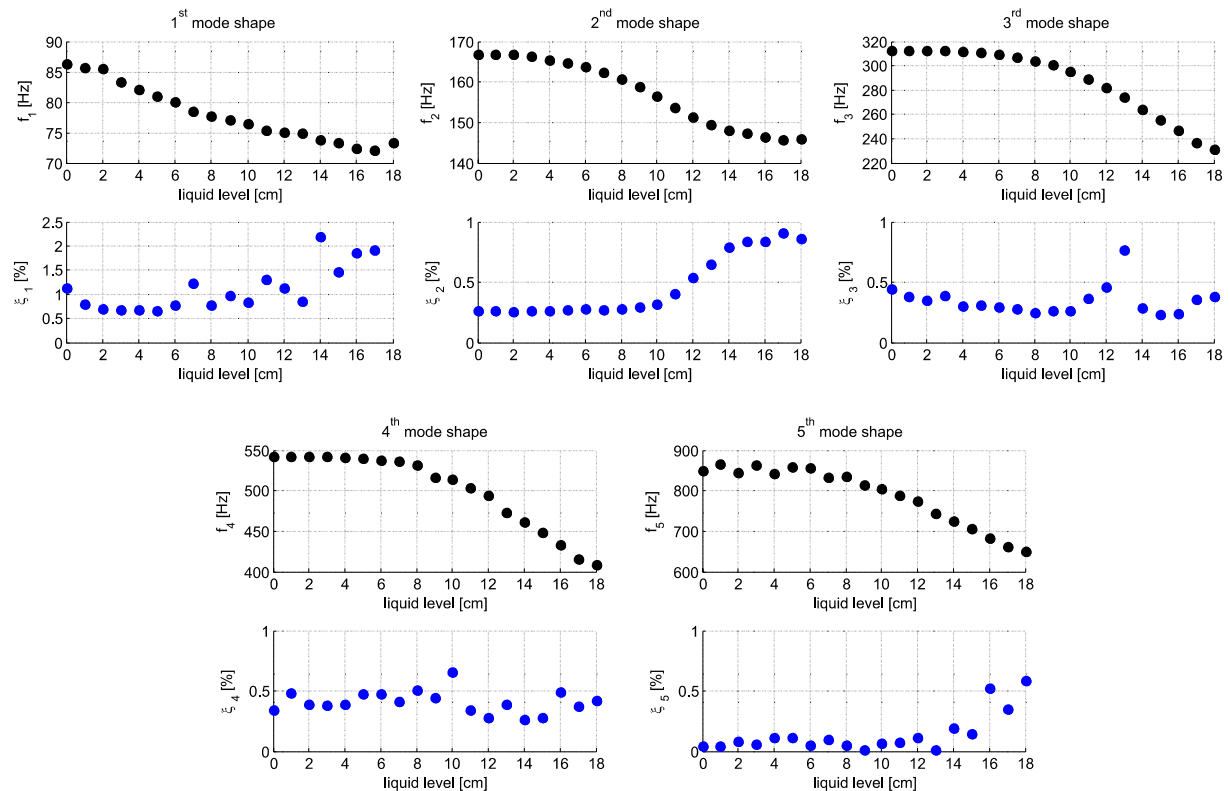 1st mode shape
90
85
80
75
70
f1 [Hz]
0 2 4 6 8 10 12 14 16 18
liquid level [cm]
2.5
2
1.5
1
0.5
0
ξ1 [%]
0 2 4 6 8 10 12 14 16 18
liquid level [cm]
2nd mode shape
170
160
150
140
f2 [Hz]
0 2 4 6 8 10 12 14 16 18
liquid level [cm]
1
0.5
0
ξ2 [%]
0 2 4 6 8 10 12 14 16 18
liquid level [cm]
3rd mode shape
320
300
280
260
240
220
f3 [Hz]
0 2 4 6 8 10 12 14 16 18
liquid level [cm]
1
0.5
0
ξ3 [%]
0 2 4 6 8 10 12 14 16 18
liquid level [cm]
4th mode shape
550
500
450
400
f4 [Hz]
0 2 4 6 8 10 12 14 16 18
liquid level [cm]
1
0.5
0
ξ4 [%]
0 2 4 6 8 10 12 14 16 18
liquid level [cm]
5th mode shape
900
800
700
600
f5 [Hz]
0 2 4 6 8 10 12 14 16 18
liquid level [cm]
1
0.5
0
ξ5 [%]
0 2 4 6 8 10 12 14 16 18
liquid level [cm]